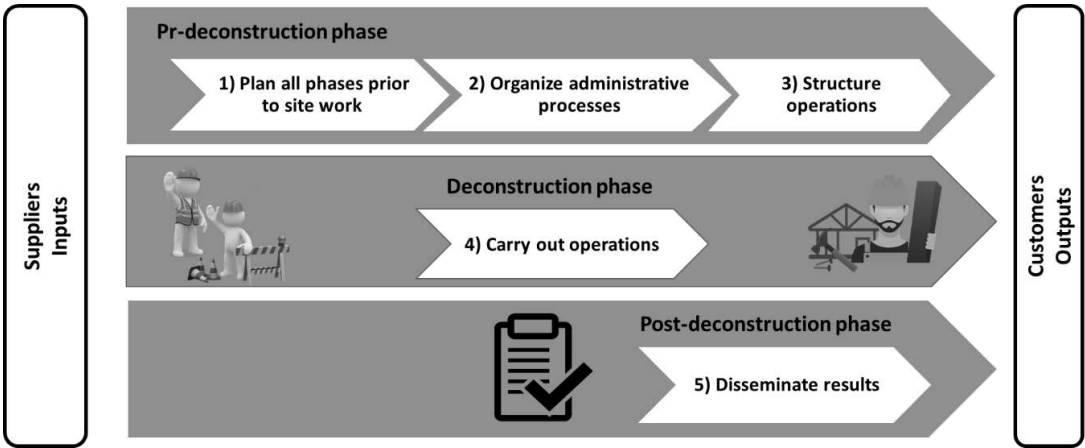 Suppliers
Inputs
Pr-deconstruction phase
1) Plan all phases prior
to site work
2) Organize administrative
processes
3) Structure
operations
Deconstruction phase
4) Carry out operations
Post-deconstruction phase
5) Disseminate results
Customers
Outputs